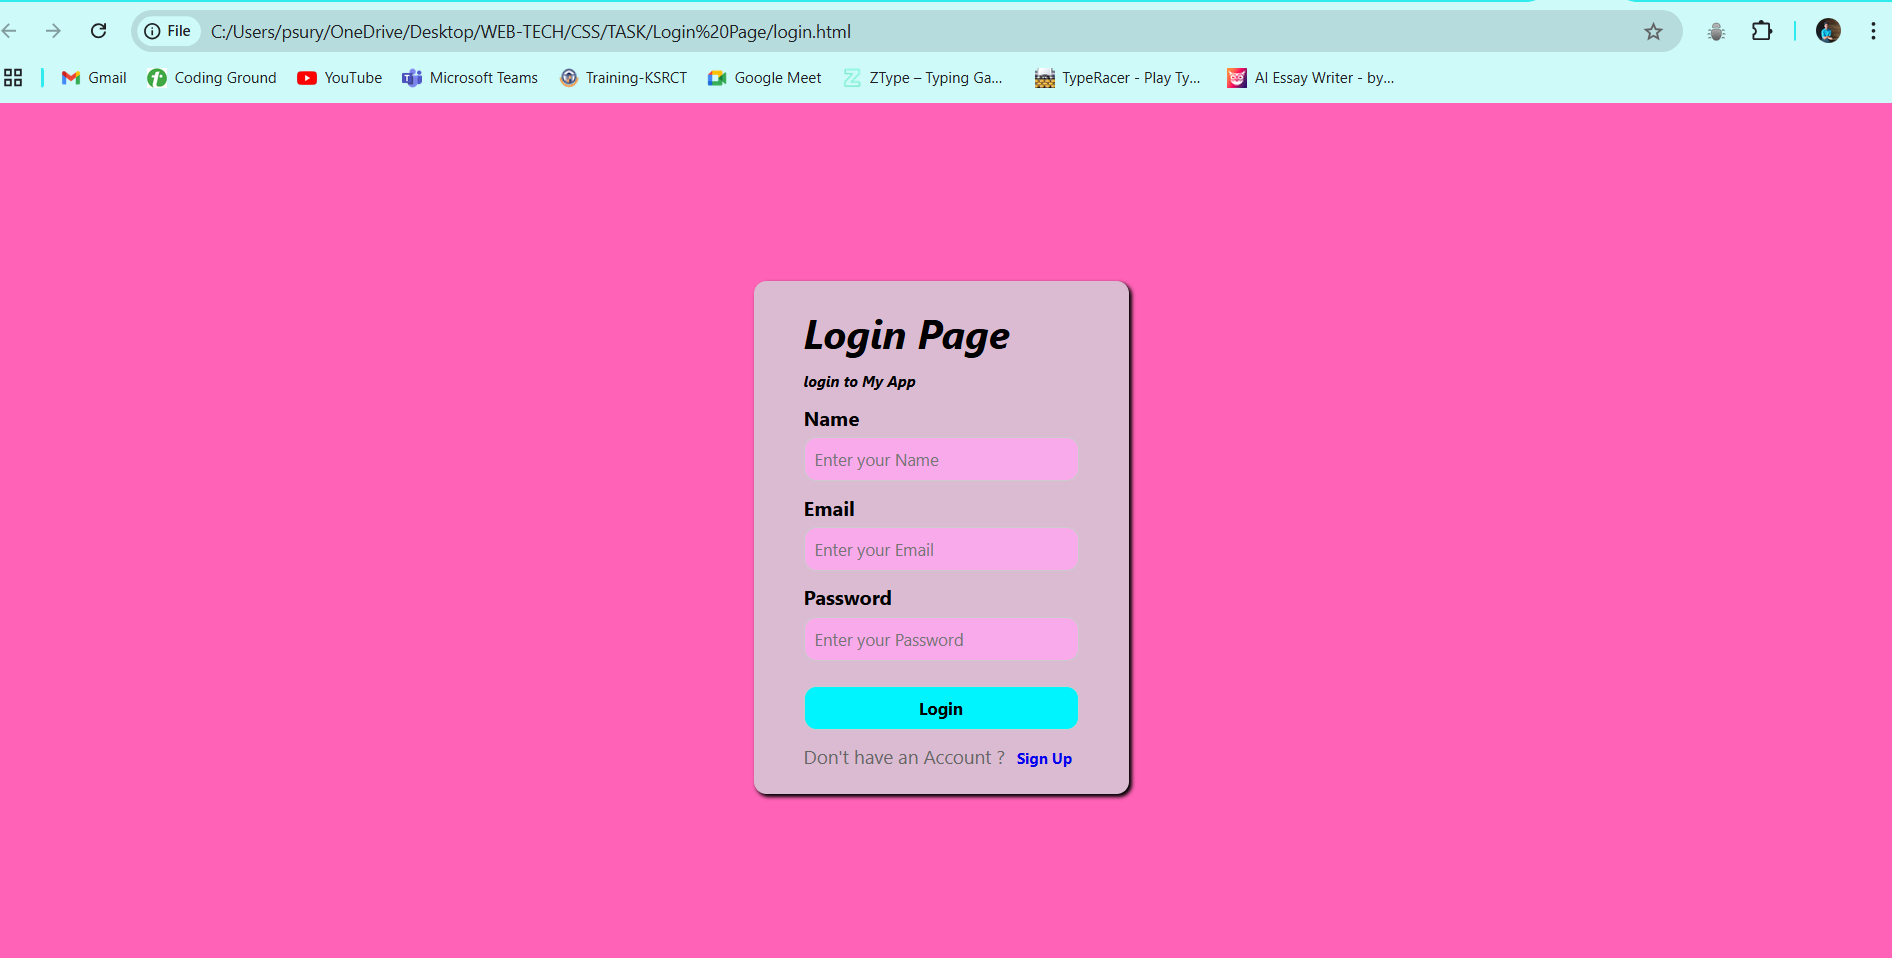 File C:/Users/psury/OneDrive/Desktop/WEB-TECH/CSS/TASK/Login%20Page/login.html
Gmail Coding Ground YouTube Microsoft Teams Training-KSRCT Google Meet ZType – Typing Ga... TypeRacer - Play Ty... AI Essay Writer - by...
Login Page
login to My App
Name
Enter your Name
Email
Enter your Email
Password
Enter your Password
Login
Don't have an Account ? Sign Up